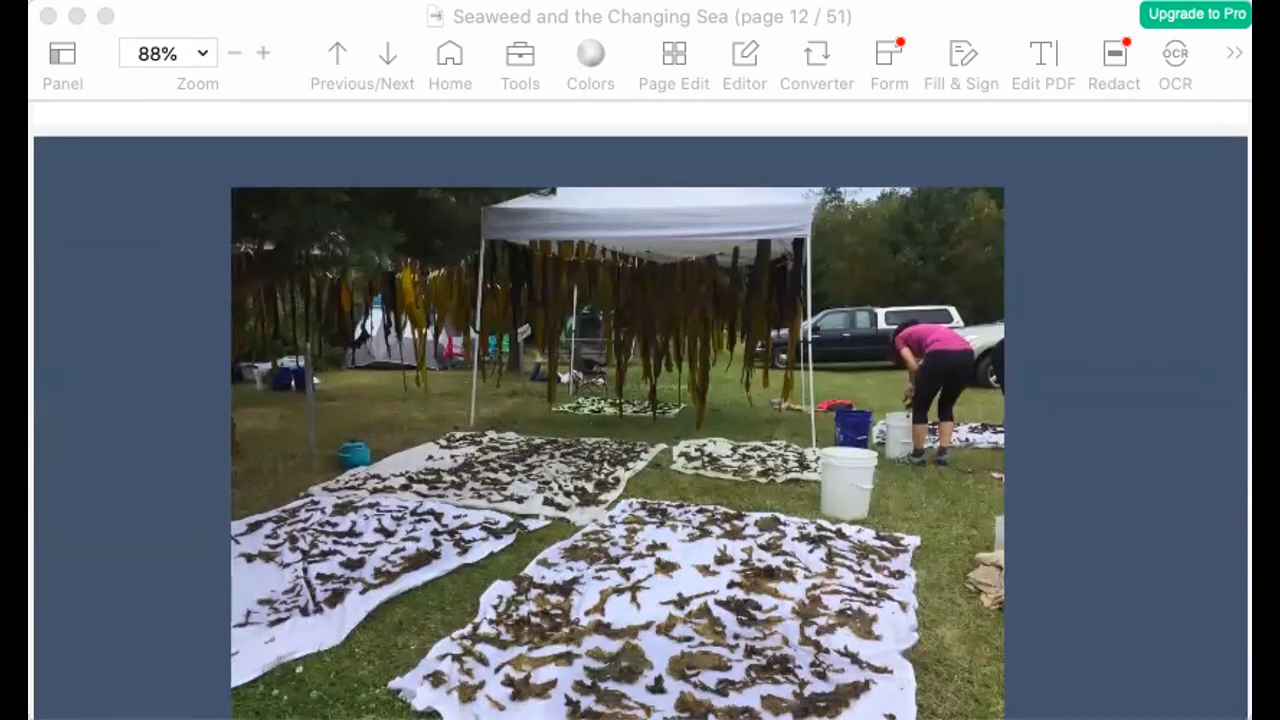 Seaweed and the Changing Sea (page 12 / 51)
Upgrade to Pro
88%
Panel
Zoom
Previous/Next
Home
Tools
Colors
Page Edit
Editor
Converter
Form
Fill & Sign
Edit PDF
Redact
OCR
OCR